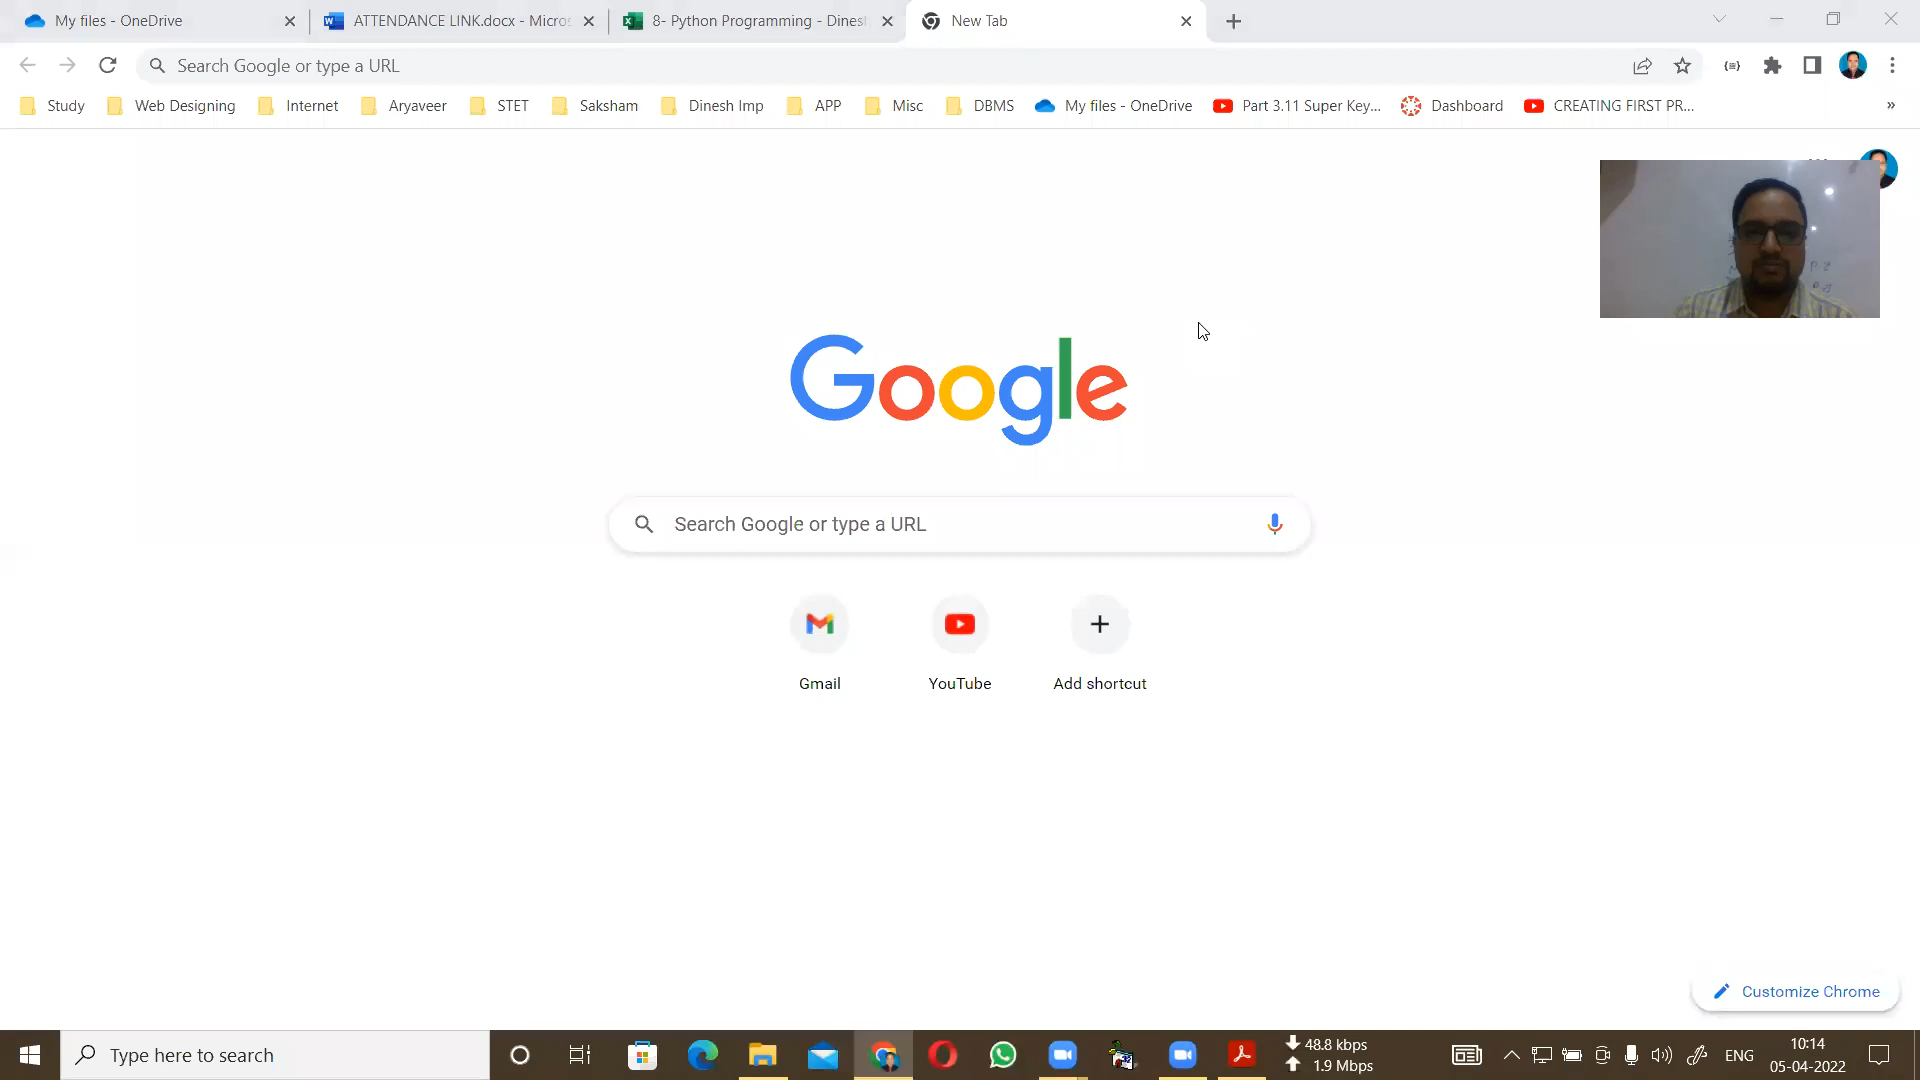 My files - OneDrive
ATTENDANCE LINK.docx - Micros
8- Python Programming - Dines
New Tab
Search Google or type a URL
Study Web Designing Internet Aryaveer STET Saksham Dinesh Imp APP Misc DBMS My files - OneDrive Part 3.11 Super Key... Dashboard CREATING FIRST PR... »
Google
Search Google or type a URL
Gmail YouTube Add shortcut
Customize Chrome
Type here to search
48.8 kbps
1.9 Mbps
ENG
10:14
05-04-2022